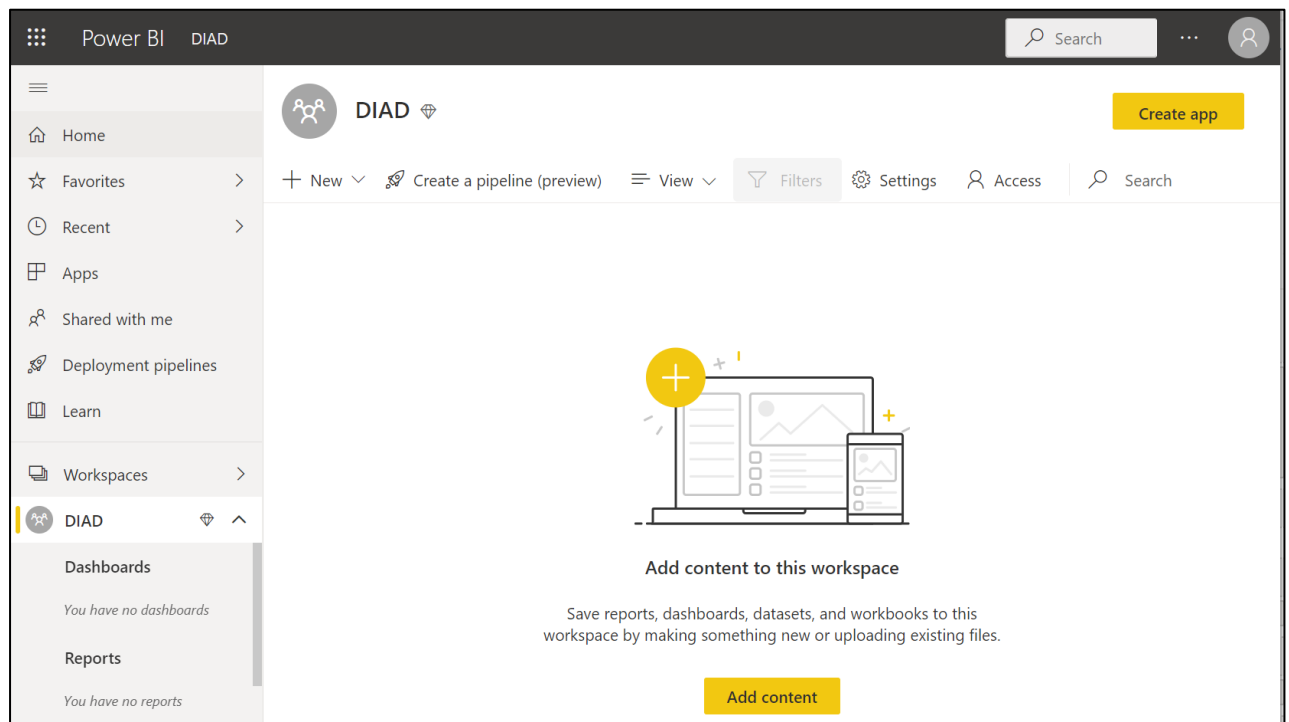 Power BI DIAD Search
Home
Favorites
Recent
Apps
Shared with me
Deployment pipelines
Learn
Workspaces
DIAD
Dashboards
You have no dashboards
Reports
You have no reports
DIAD
Create app
New Create a pipeline (preview) View Filters Settings Access Search
Add content to this workspace
Save reports, dashboards, datasets, and workbooks to this
workspace by making something new or uploading existing files.
Add content